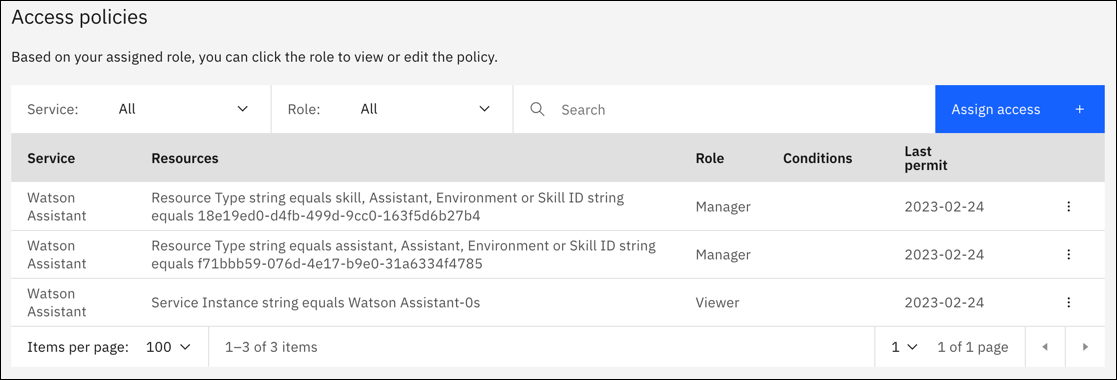 Access policies
Based on your assigned role, you can click the role to view or edit the policy.
Service: All Role: All Search Assign access +
Service Resources Role Conditions Last permit
Watson Assistant
Resource Type string equals skill, Assistant, Environment or Skill ID string
equals 18e19ed0-d4fb-499d-9cc0-163f5d6b27b4
Manager
2023-02-24
Watson Assistant
Resource Type string equals assistant, Assistant, Environment or Skill ID string
equals f71bbb59-076d-4e17-b9e0-31a6334f4785
Manager
2023-02-24
Watson Assistant
Service Instance string equals Watson Assistant-0s
Viewer
2023-02-24
Items per page: 100 1–3 of 3 items 1 1 of 1 page